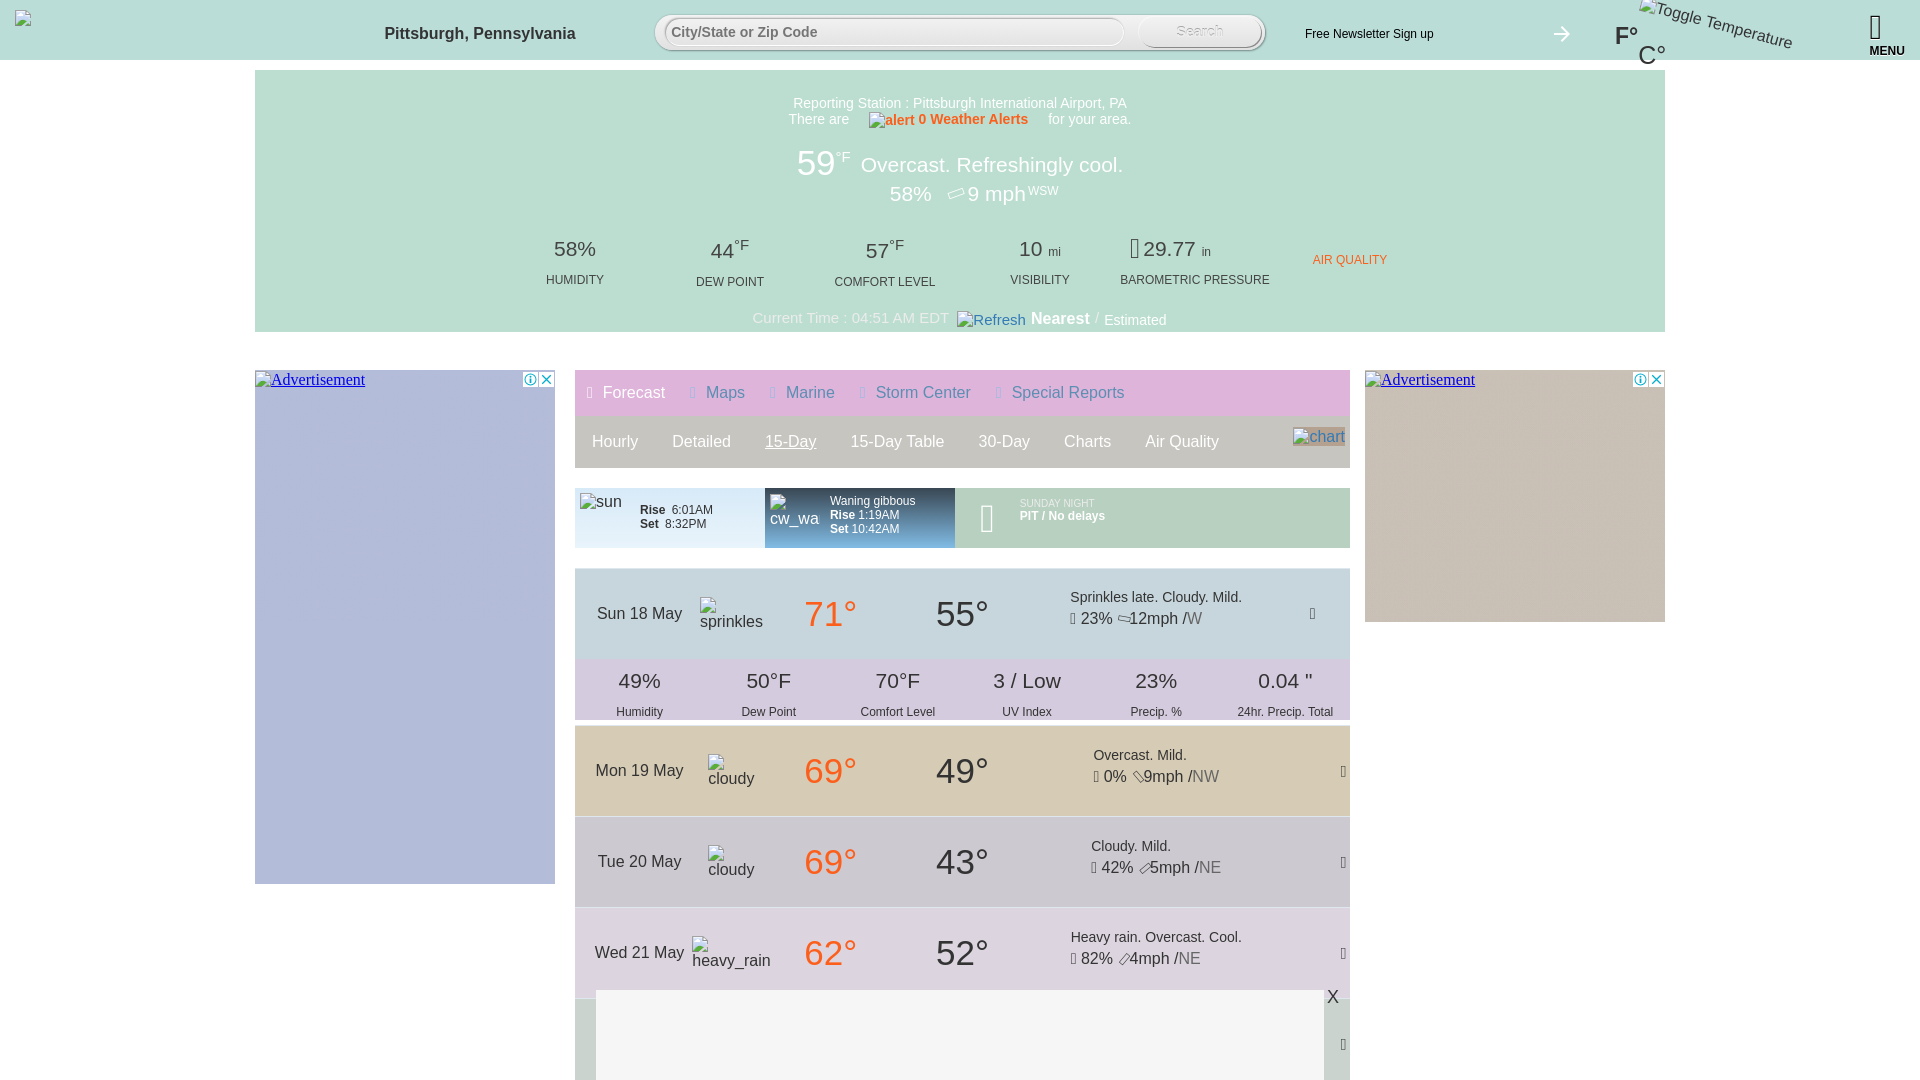 Pittsburgh, Pennsylvania
City/State or Zip Code
Search
Free Newsletter Sign up
F°
C°
Toggle Temperature
MENU
Reporting Station : Pittsburgh International Airport, PA
There are alert 0 Weather Alerts for your area.
59°F Overcast. Refreshingly cool.
58% 9 mph WSW
58%
HUMIDITY
44°F
DEW POINT
57°F
COMFORT LEVEL
10 mi
VISIBILITY
29.77 in
BAROMETRIC PRESSURE
AIR QUALITY
Current Time : 04:51 AM EDT Refresh Nearest / Estimated
Advertisement
Forecast Maps Marine Storm Center Special Reports
Hourly Detailed 15-Day 15-Day Table 30-Day Charts Air Quality chart
Advertisement
sun
Rise 6:01AM
Set 8:32PM
Waning gibbous
Rise 1:19AM
Set 10:42AM
SUNDAY NIGHT
PIT / No delays
Sun 18 May sprinkles 71° 55°
Sprinkles late. Cloudy. Mild.
23% 12mph /W
49%
Humidity
50°F
Dew Point
70°F
Comfort Level
3 / Low
UV Index
23%
Precip. %
0.04 "
24hr. Precip. Total
Mon 19 May cloudy 69° 49°
Overcast. Mild.
0% 9mph /NW
Tue 20 May cloudy 69° 43°
Cloudy. Mild.
42% 5mph /NE
Wed 21 May heavy_rain 62° 52°
Heavy rain. Overcast. Cool.
82% 4mph /NE
X